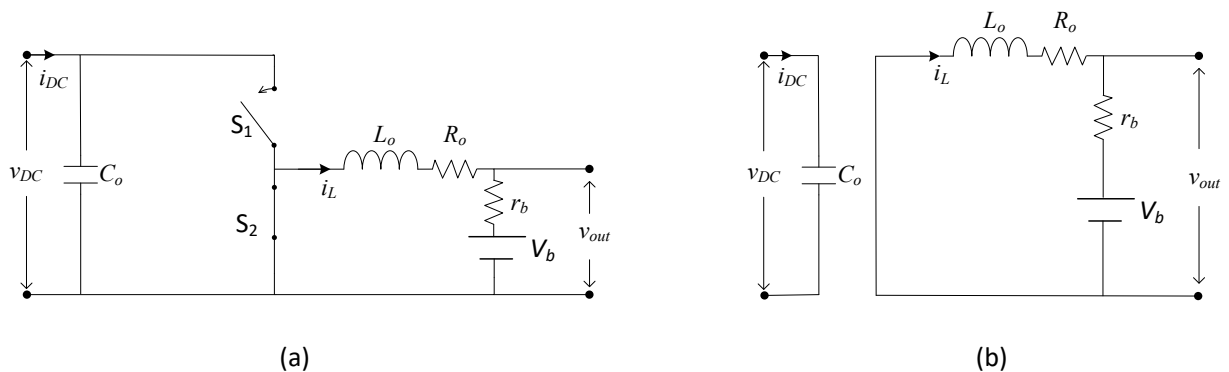 i_DC
v_DC
C_o
S_1
S_2
L_o
R_o
i_L
r_b
V_b
v_out
(a)
i_DC
v_DC
C_o
L_o
R_o
i_L
r_b
V_b
v_out
(b)